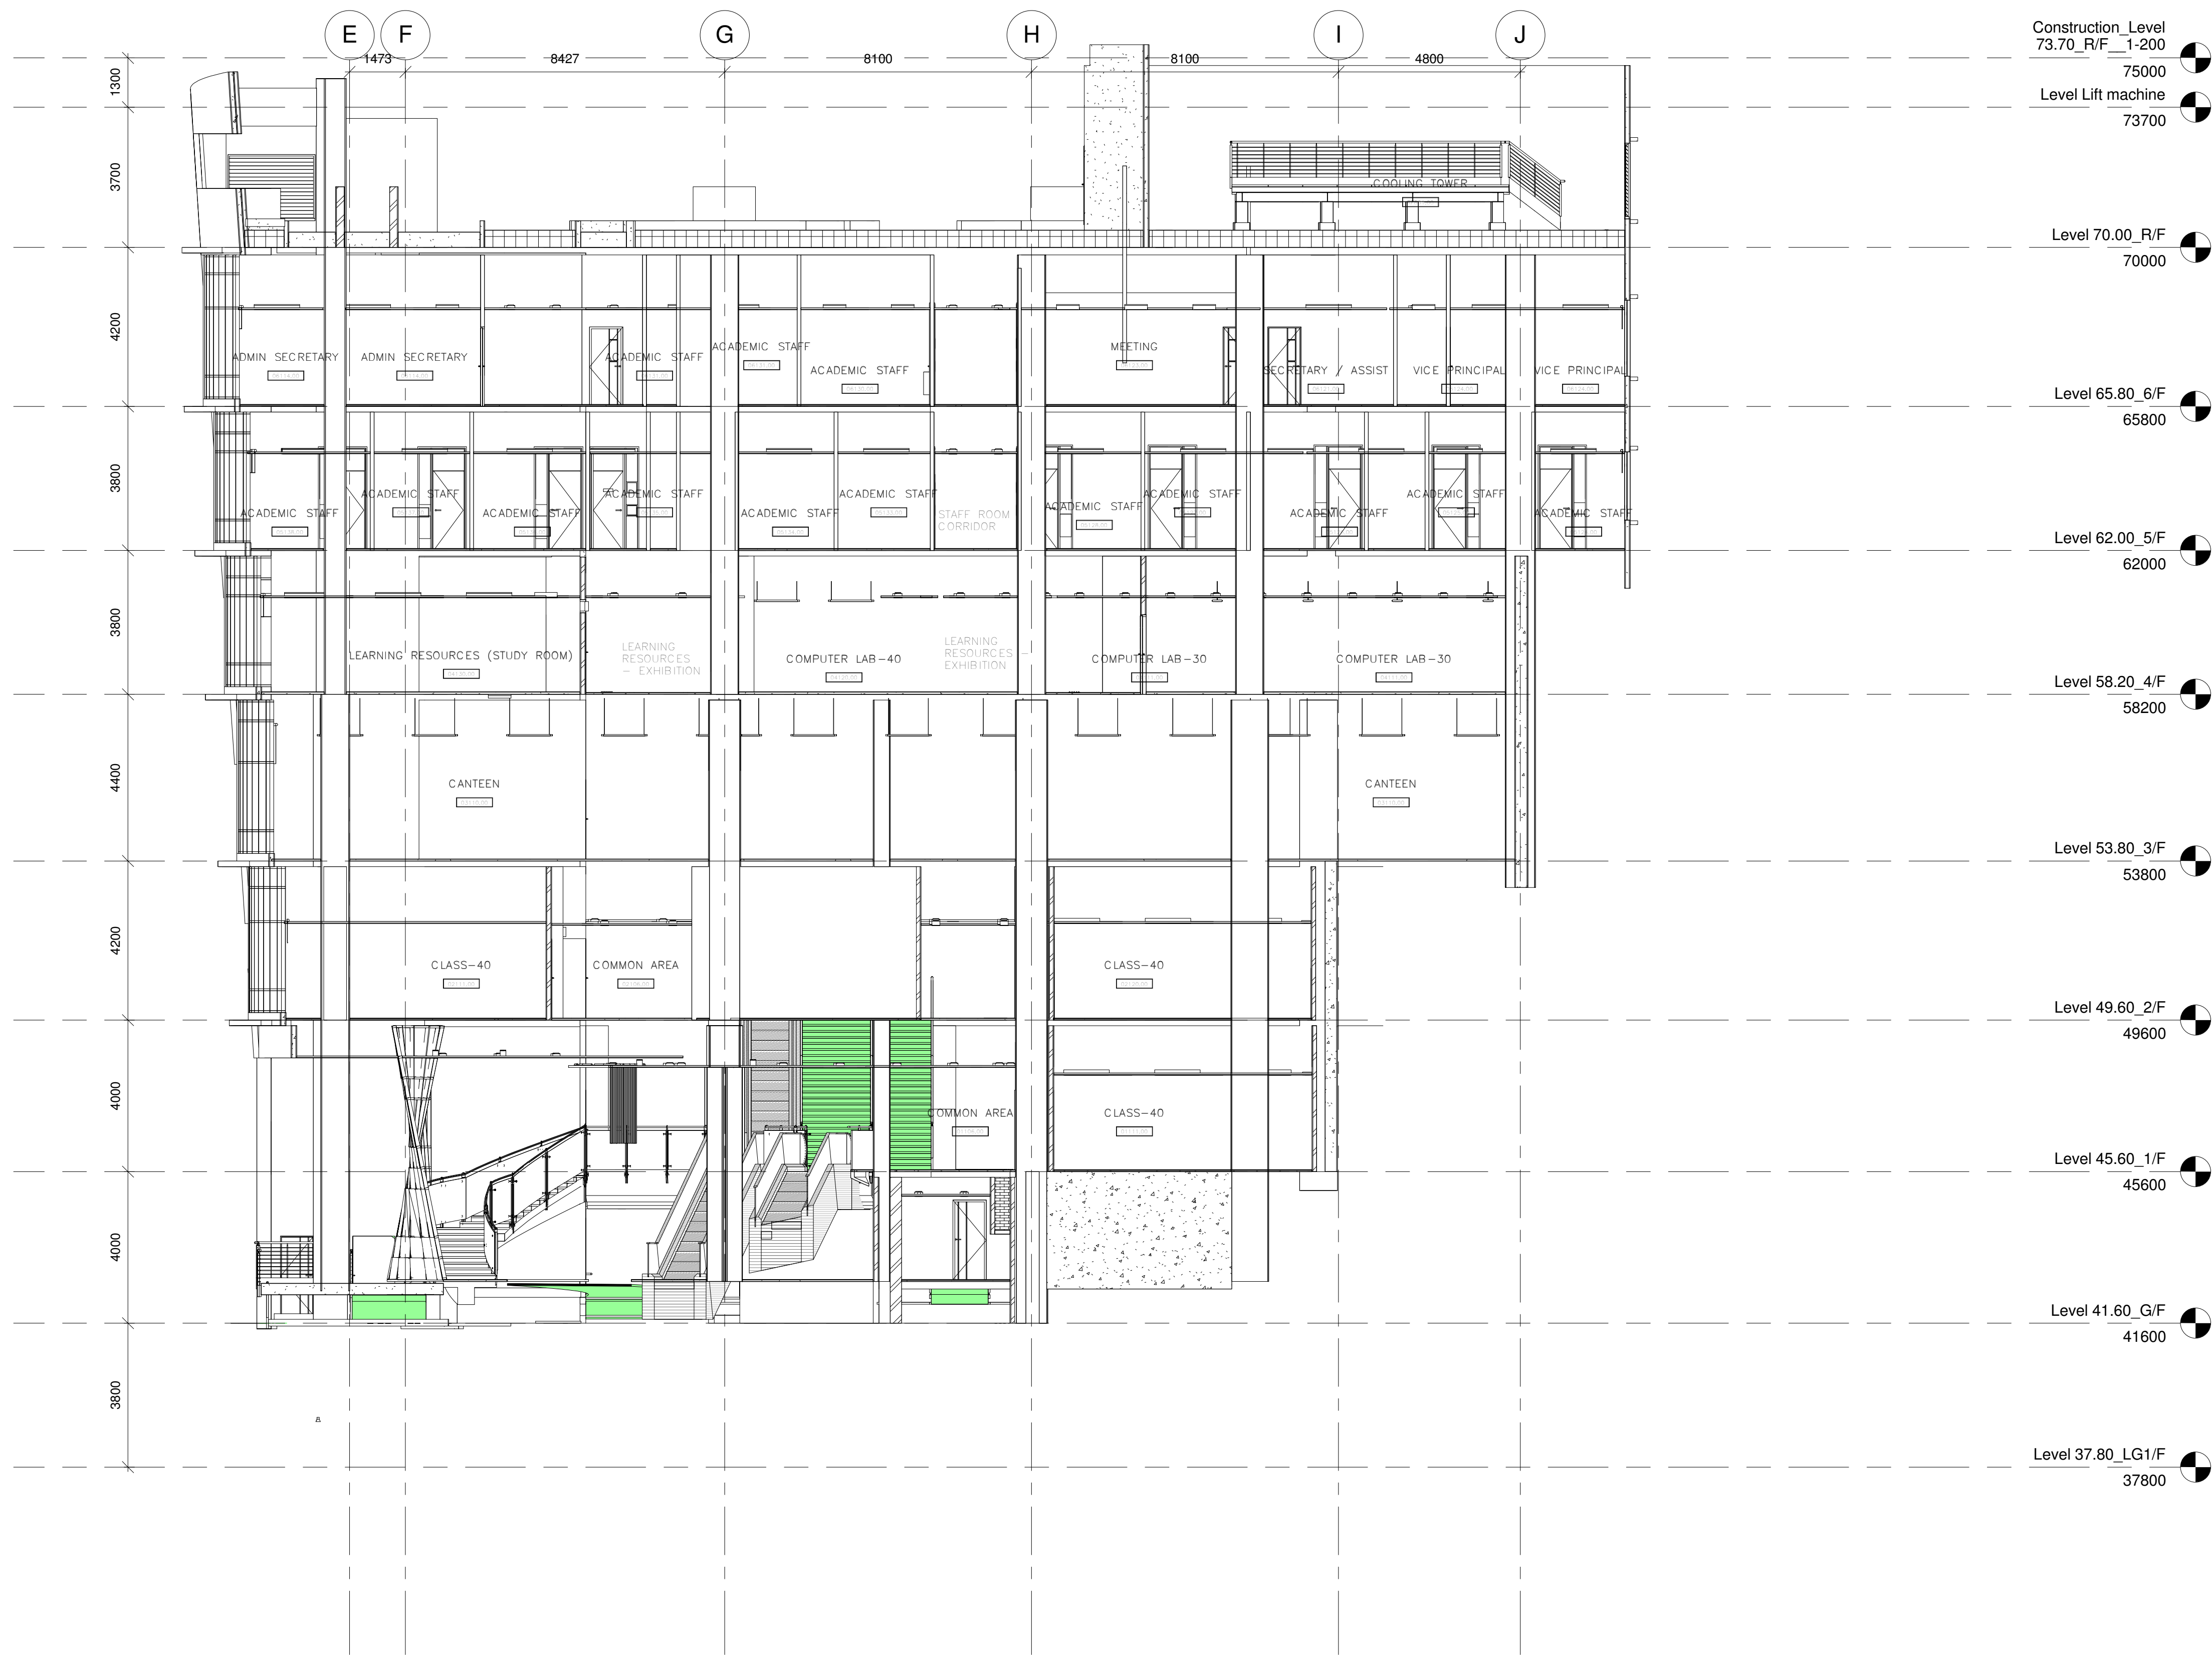 E F G H I J
Construction_Level
73.70_R/F__1-200
75000
1473 8427 8100 8100 4800
1300
Level Lift machine
73700
3700
COOLING TOWER
Level 70.00_R/F
70000
4200
ADMIN SECRETARY
ADMIN SECRETARY
ACADEMIC STAFF
ACADEMIC STAFF
ACADEMIC STAFF
MEETING
SECRETARY / ASSIST
VICE PRINCIPAL
VICE PRINCIPAL
Level 65.80_6/F
65800
3800
ACADEMIC STAFF
ACADEMIC STAFF
ACADEMIC STAFF
ACADEMIC STAFF
ACADEMIC STAFF
ACADEMIC STAFF
STAFF ROOM
CORRIDOR
ACADEMIC STAFF
ACADEMIC STAFF
ACADEMIC STAFF
ACADEMIC STAFF
ACADEMIC STAFF
Level 62.00_5/F
62000
3800
LEARNING RESOURCES (STUDY ROOM)
LEARNING
RESOURCES
- EXHIBITION
COMPUTER LAB-40
LEARNING
RESOURCES -
EXHIBITION
COMPUTER LAB-30
COMPUTER LAB-30
Level 58.20_4/F
58200
4400
CANTEEN
CANTEEN
Level 53.80_3/F
53800
4200
CLASS-40
COMMON AREA
CLASS-40
Level 49.60_2/F
49600
4000
COMMON AREA
CLASS-40
Level 45.60_1/F
45600
4000
Level 41.60_G/F
41600
3800
Level 37.80_LG1/F
37800